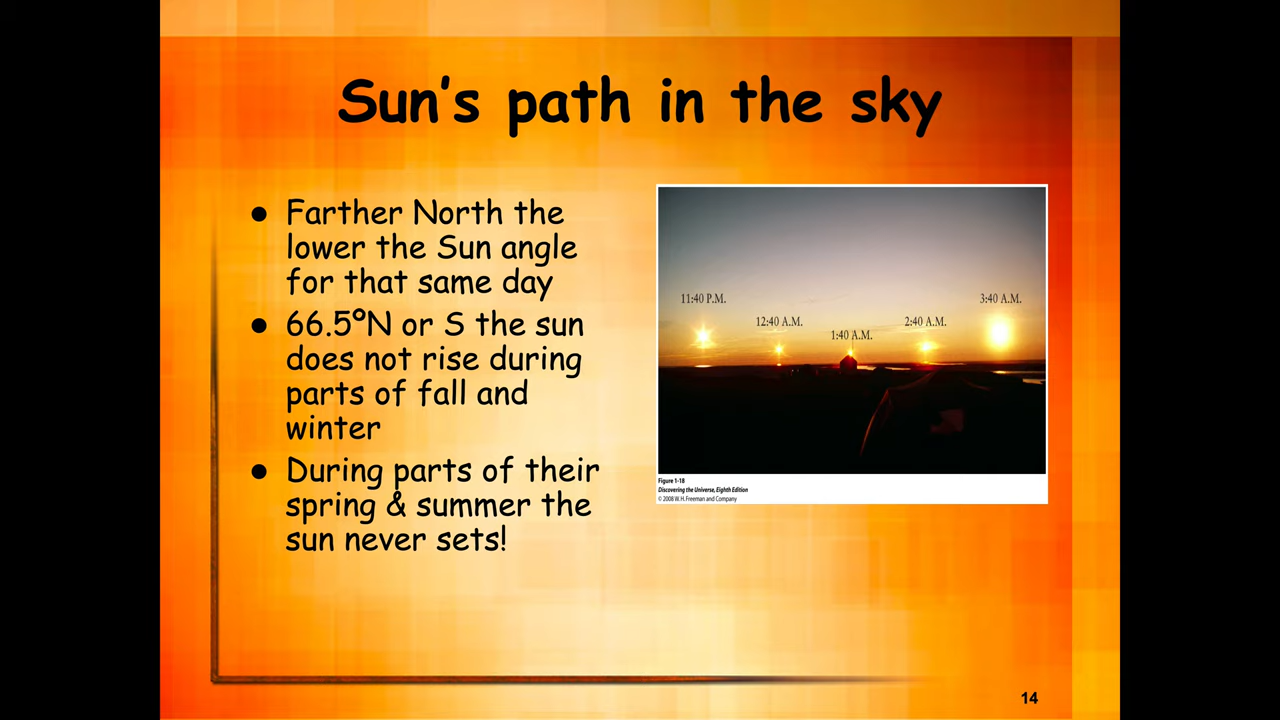 Sun's path in the sky
● Farther North the
lower the Sun angle
for that same day
● 66.5ºN or S the sun
does not rise during
parts of fall and
winter
● During parts of their
spring & summer the
sun never sets!
11:40 P.M.
12:40 A.M.
1:40 A.M.
2:40 A.M.
3:40 A.M.
Figure 1-18
Discovering the Universe, Eighth Edition
© 2008 W. H. Freeman and Company
14